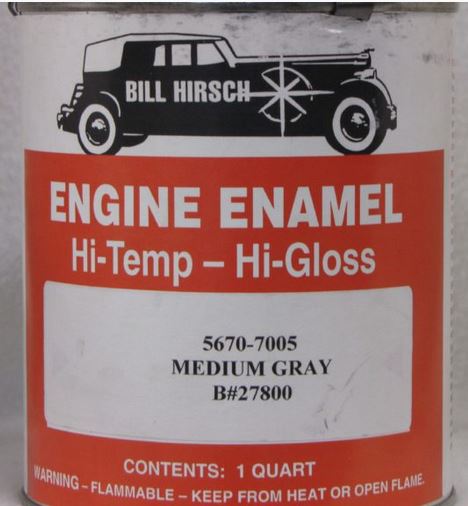 BILL HIRSCH
ENGINE ENAMEL
Hi-Temp – Hi-Gloss
5670-7005
MEDIUM GRAY
B#27800
CONTENTS: 1 QUART
WARNING – FLAMMABLE – KEEP FROM HEAT OR OPEN FLAME.